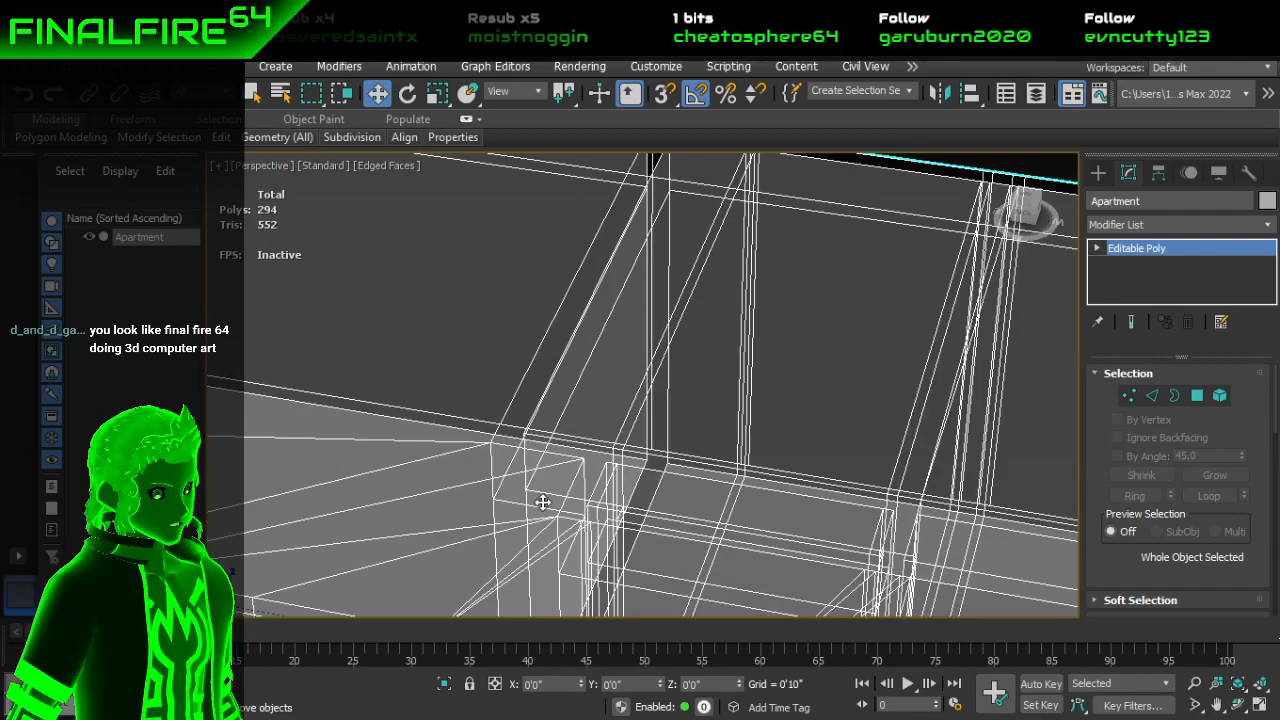 FINALFIRE64
Resub x4
severedsaintx
Resub x5
moistnoggin
1 bits
cheatosphere64
Follow
garuburn2020
Follow
evncutty123
Create Modifiers Animation Graph Editors Rendering Customize Scripting Content Civil View
Workspaces: Default
View
Create Selection Se
C:\Users\1...s Max 2022
Modeling Freeform Selection Object Paint Populate
Polygon Modeling Modify Selection Edit Geometry (All) Subdivision Align Properties
Select Display Edit
[+] [Perspective] [Standard] [Edged Faces]
Total
Polys: 294
Tris: 552
FPS: Inactive
Name (Sorted Ascending)
Apartment
Apartment
Modifier List
Editable Poly
d_and_d_ga... you look like final fire 64
doing 3d computer art
Selection
By Vertex
Ignore Backfacing
By Angle: 45.0
Shrink Grow
Ring Loop
Preview Selection
Off SubObj Multi
Whole Object Selected
Soft Selection
15 20 25 30 35 40 45 50 55 60 65 70 75 80 85 90 95 100
X: 0'0" Y: 0'0" Z: 0'0" Grid = 0'10"
Auto Key Selected
Enabled: 0 Add Time Tag
0
Set Key Key Filters...
ove objects